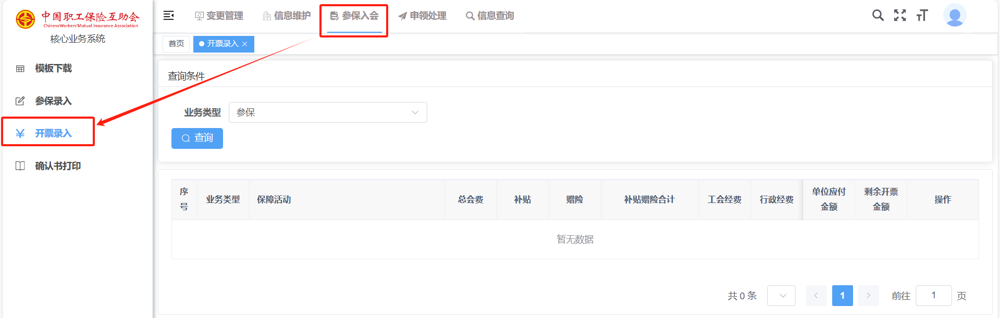 中国职工保险互助会
ChineseWorkers'Mutual Insurance Association
核心业务系统
变更管理
信息维护
参保入会
申领处理
信息查询
首页
开票录入
模板下载
参保录入
开票录入
确认书打印
查询条件
业务类型
参保
查询
序号
业务类型
保障活动
总会费
补贴
赠险
补贴赠险合计
工会经费
行政经费
单位应付金额
剩余开票金额
操作
暂无数据
共 0 条
1
前往 1 页